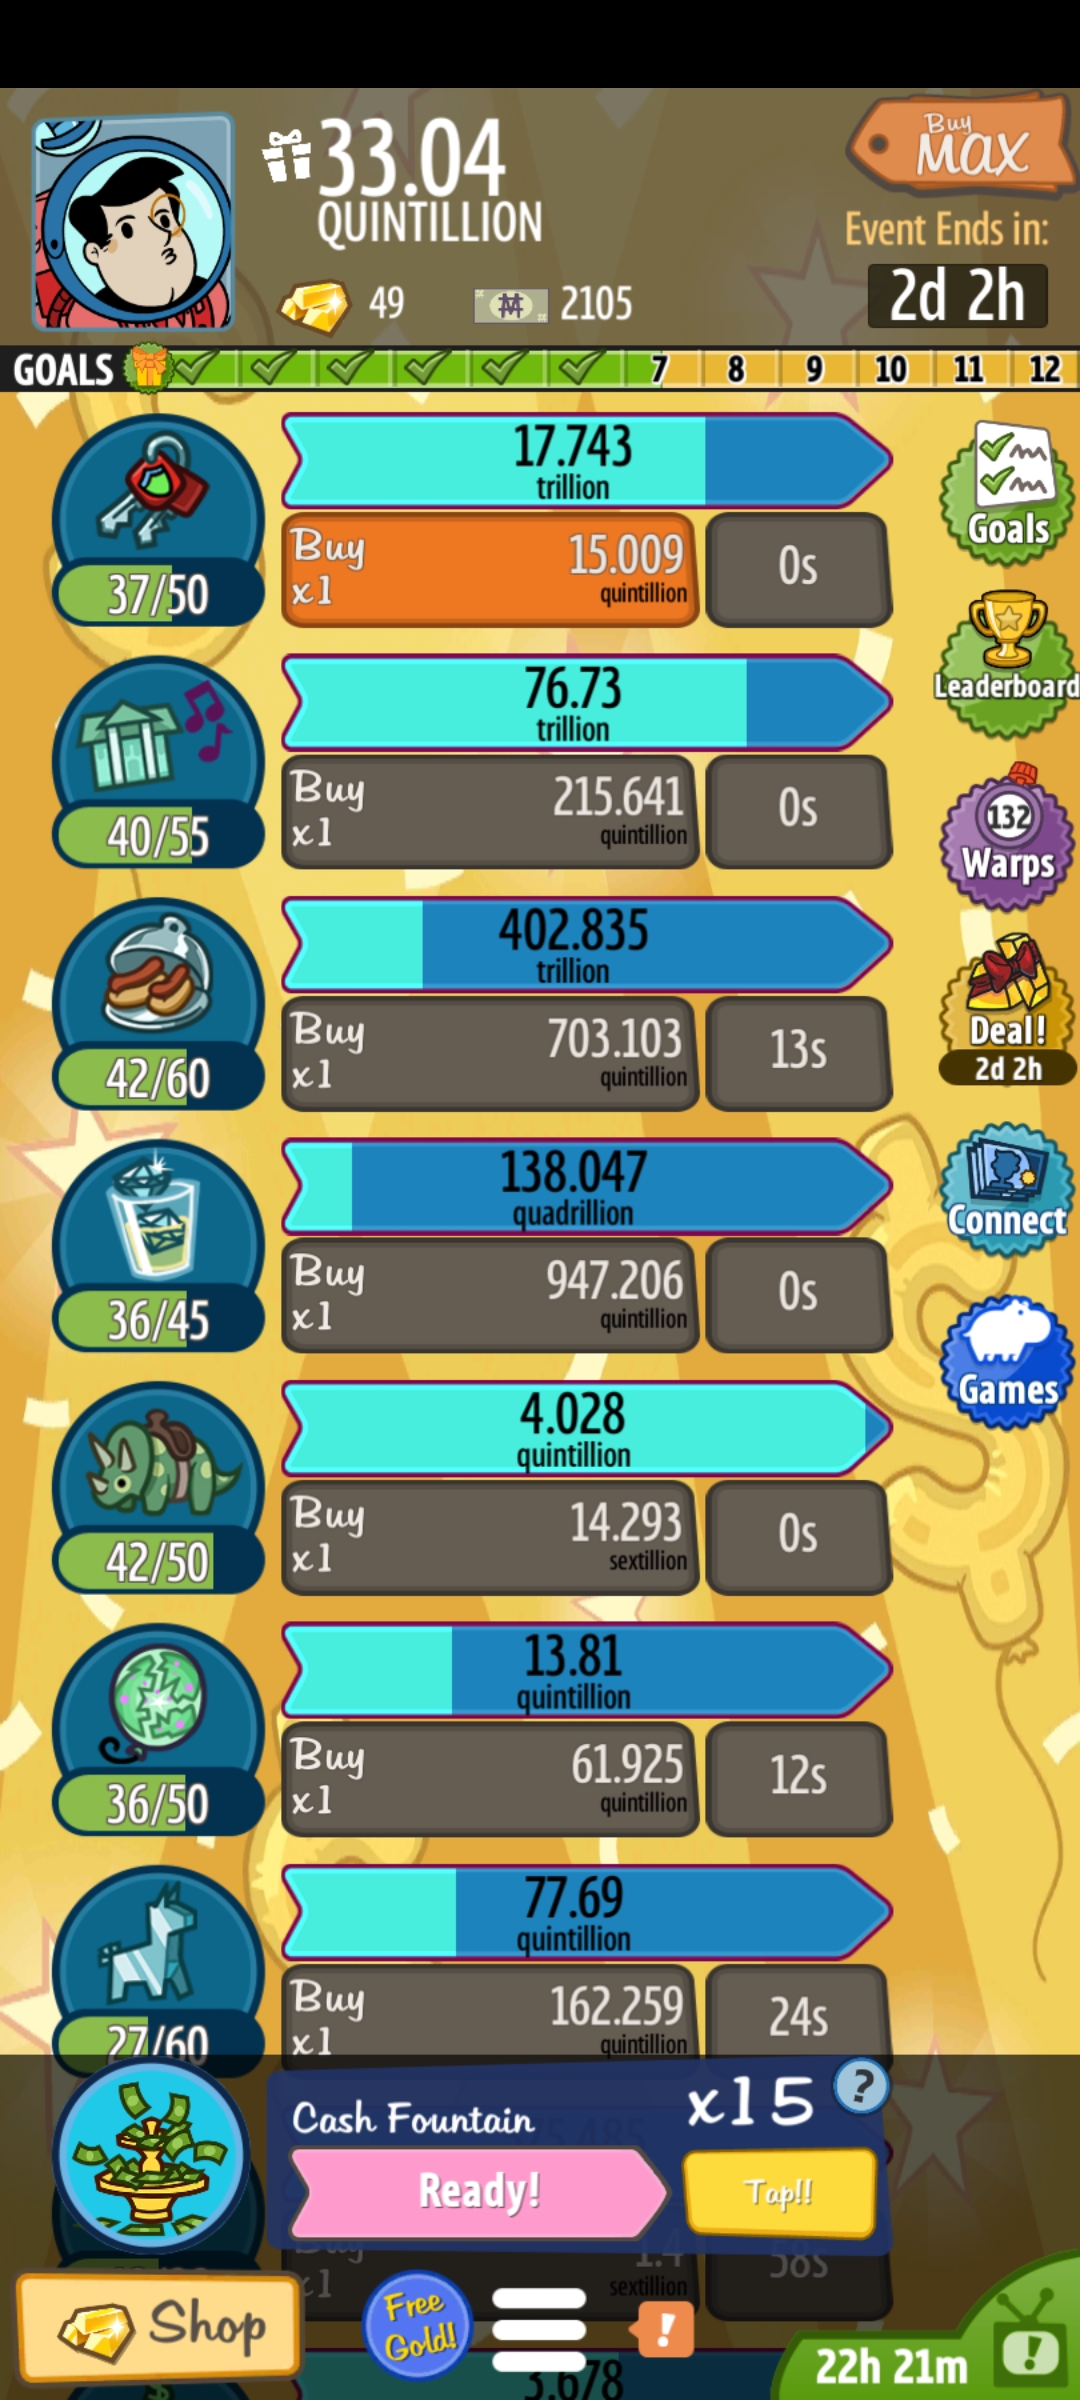 33.04
QUINTILLION
Buy
MAX
Event Ends in:
49
2105
2d 2h
GOALS
7 8 9 10 11 12
17.743
trillion
Buy
x1
15.009
quintillion
0s
37/50
Goals
Leaderboard
76.73
trillion
Buy
x1
215.641
quintillion
0s
40/55
132
Warps
402.835
trillion
Buy
x1
703.103
quintillion
13s
42/60
Deal!
2d 2h
138.047
quadrillion
Buy
x1
947.206
quintillion
0s
36/45
Connect
Games
4.028
quintillion
Buy
x1
14.293
sextillion
0s
42/50
13.81
quintillion
Buy
x1
61.925
quintillion
12s
36/50
77.69
quintillion
Buy
x1
162.259
quintillion
24s
27/60
Cash Fountain
x15
?
Ready!
Tap!!
Buy
x1
1.4
sextillion
58s
Shop
Free
Gold!
!
3.678
22h 21m
!